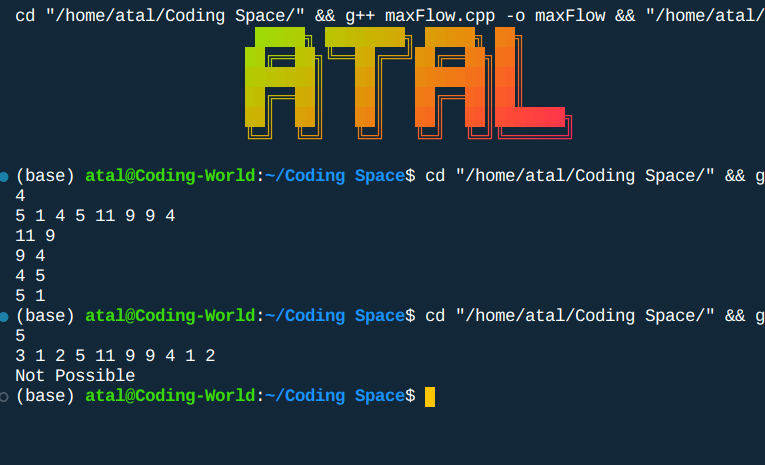 cd "/home/atal/Coding Space/" && g++ maxFlow.cpp -o maxFlow && "/home/atal/
ATAL
(base) atal@Coding-World:~/Coding Space$ cd "/home/atal/Coding Space/" && g
4
5 1 4 5 11 9 9 4
11 9
9 4
4 5
5 1
(base) atal@Coding-World:~/Coding Space$ cd "/home/atal/Coding Space/" && g
5
3 1 2 5 11 9 9 4 1 2
Not Possible
(base) atal@Coding-World:~/Coding Space$